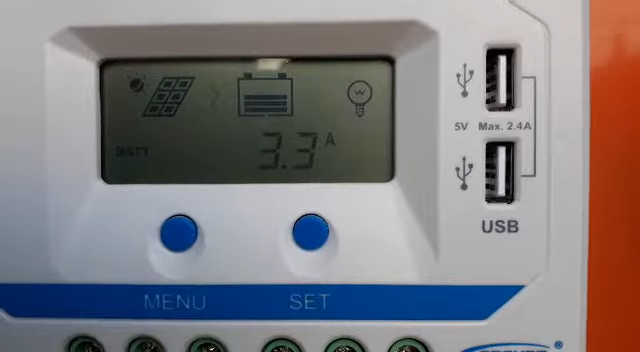 BATT
3.3 A
5V Max. 2.4A
USB
MENU SET
®